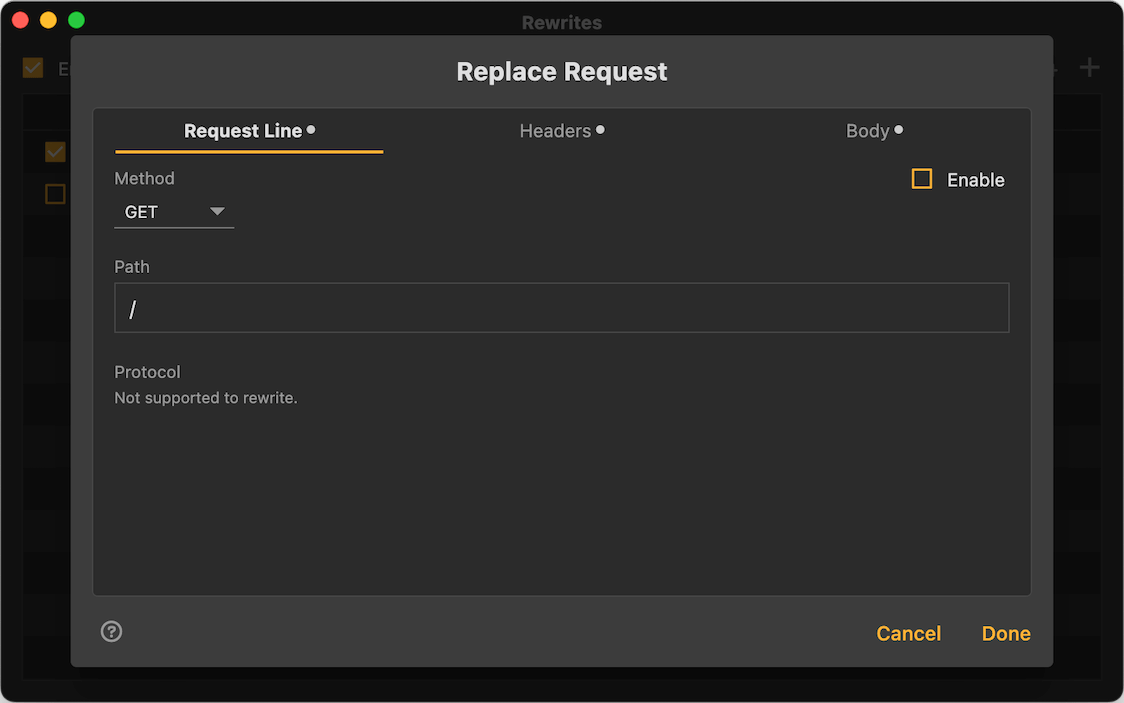 Rewrites
Replace Request
Request Line
Headers
Body
Method
Enable
GET
Path
/
Protocol
Not supported to rewrite.
?
Cancel
Done